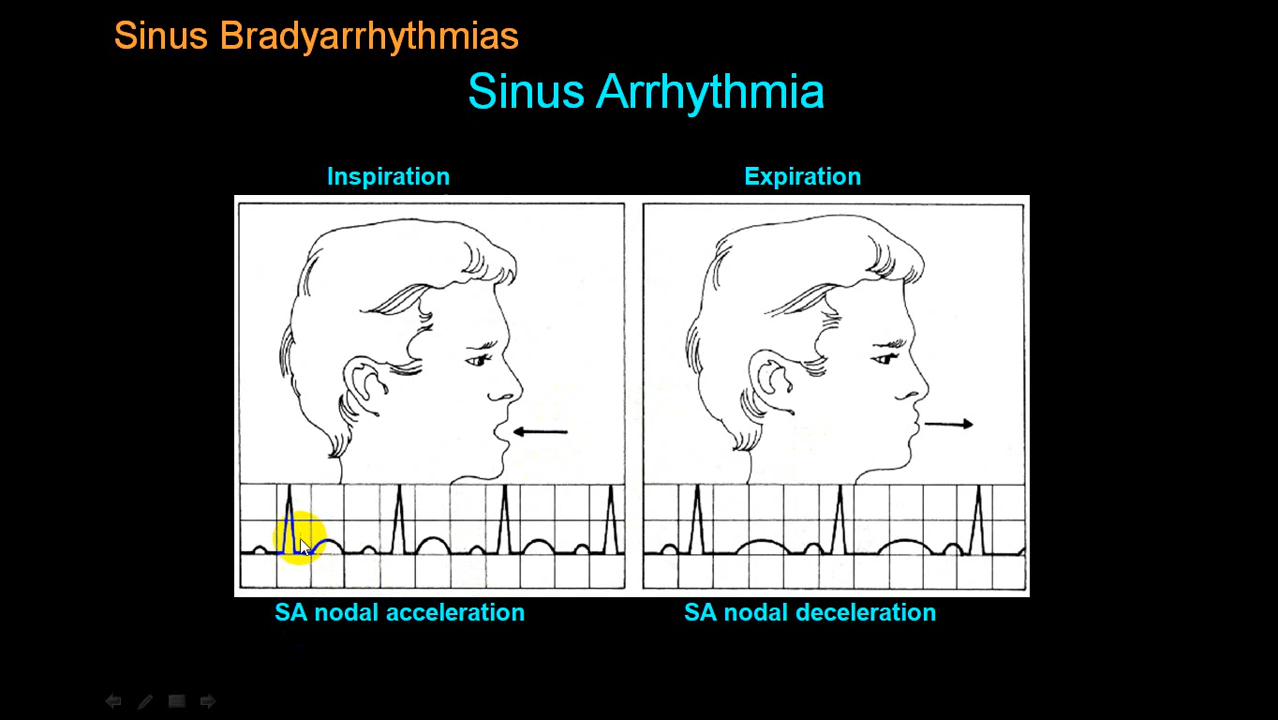 Sinus Bradyarrhythmias
Sinus Arrhythmia
Inspiration
Expiration
SA nodal acceleration
SA nodal deceleration